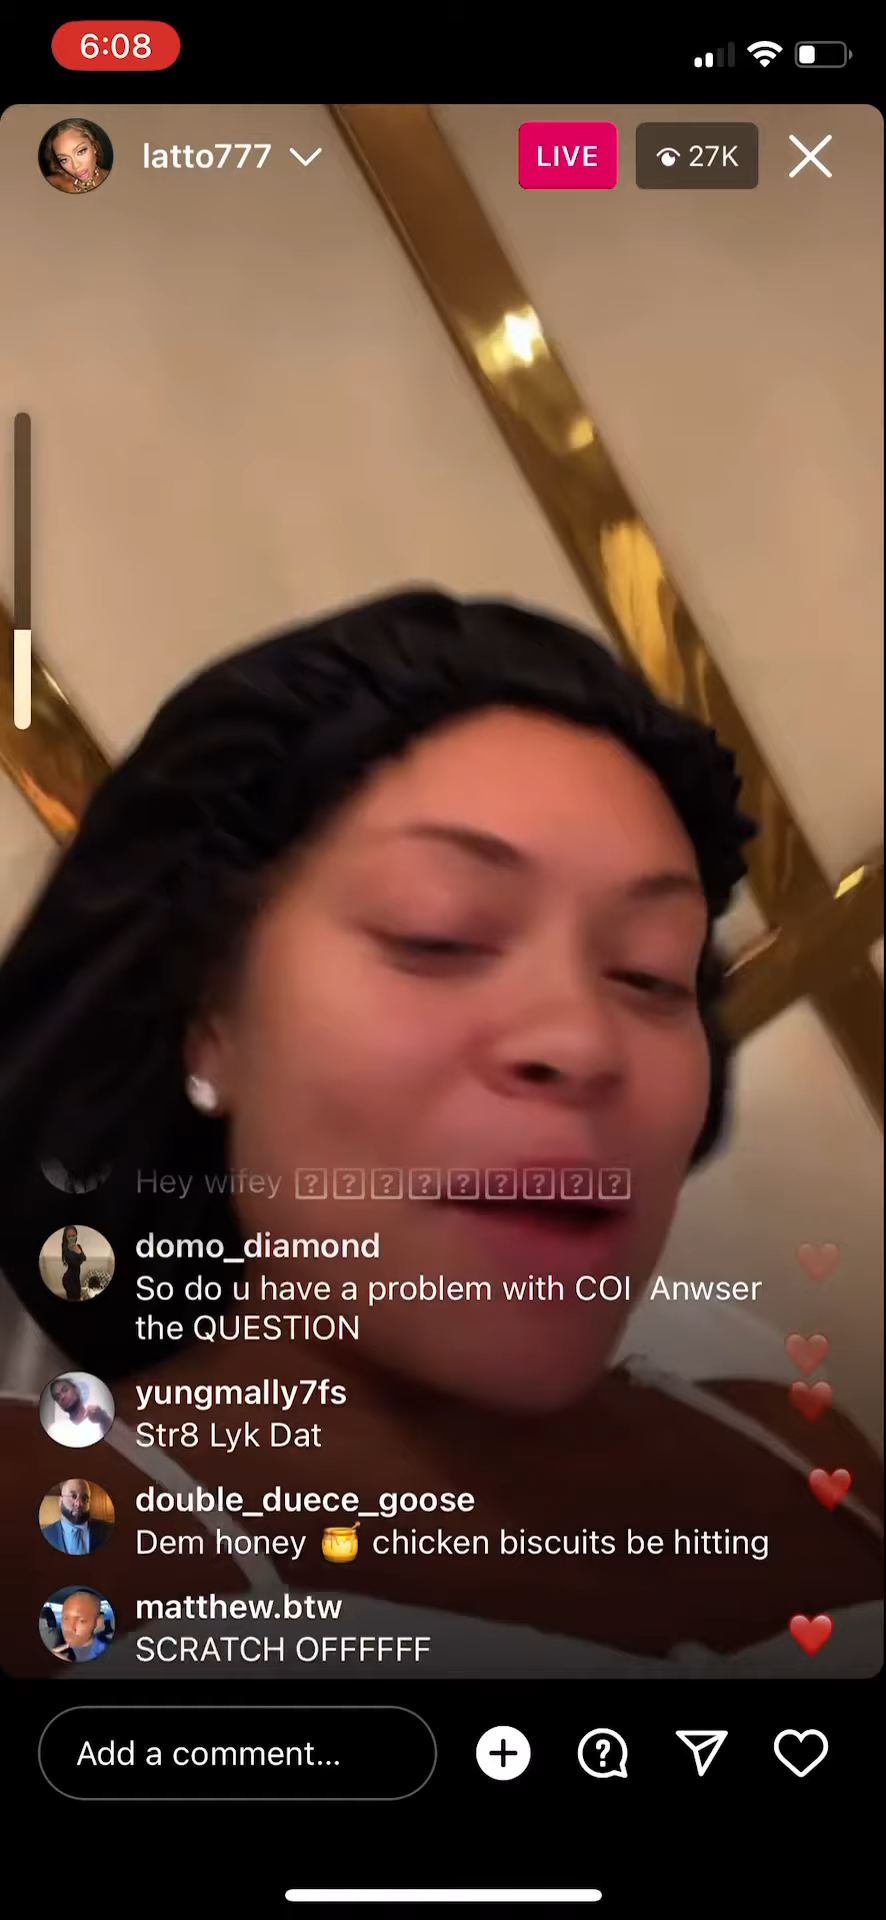 6:08
latto777
LIVE
27K
Hey wifey
domo_diamond
So do u have a problem with COI Anwser
the QUESTION
yungmally7fs
Str8 Lyk Dat
double_duece_goose
Dem honey 🍯 chicken biscuits be hitting
matthew.btw
SCRATCH OFFFFFF
Add a comment...